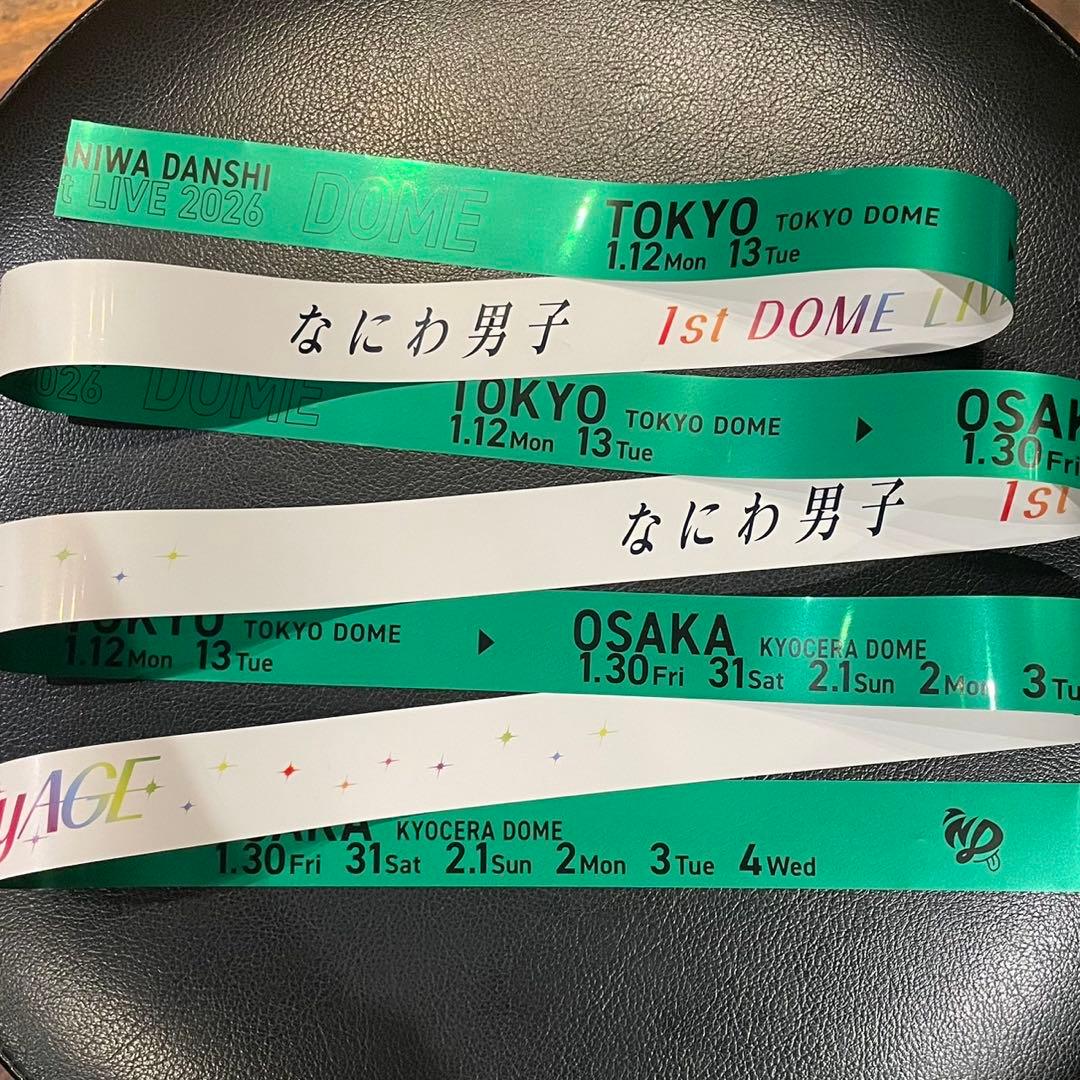 ANIWA DANSHI
t LIVE 2026
DOME
TOKYO TOKYO DOME
1.12 Mon 13 Tue
なにわ男子 1st DOME LIV
026 DOME
TOKYO TOKYO DOME ▶ OSAK
1.12 Mon 13 Tue 1.30 Fri
なにわ男子 1st
TOKYO TOKYO DOME ▶ OSAKA KYOCERA DOME
1.12 Mon 13 Tue 1.30 Fri 31 Sat 2.1 Sun 2 Mon 3 Tu
yAGE
SAKA KYOCERA DOME
1.30 Fri 31 Sat 2.1 Sun 2 Mon 3 Tue 4 Wed
ND